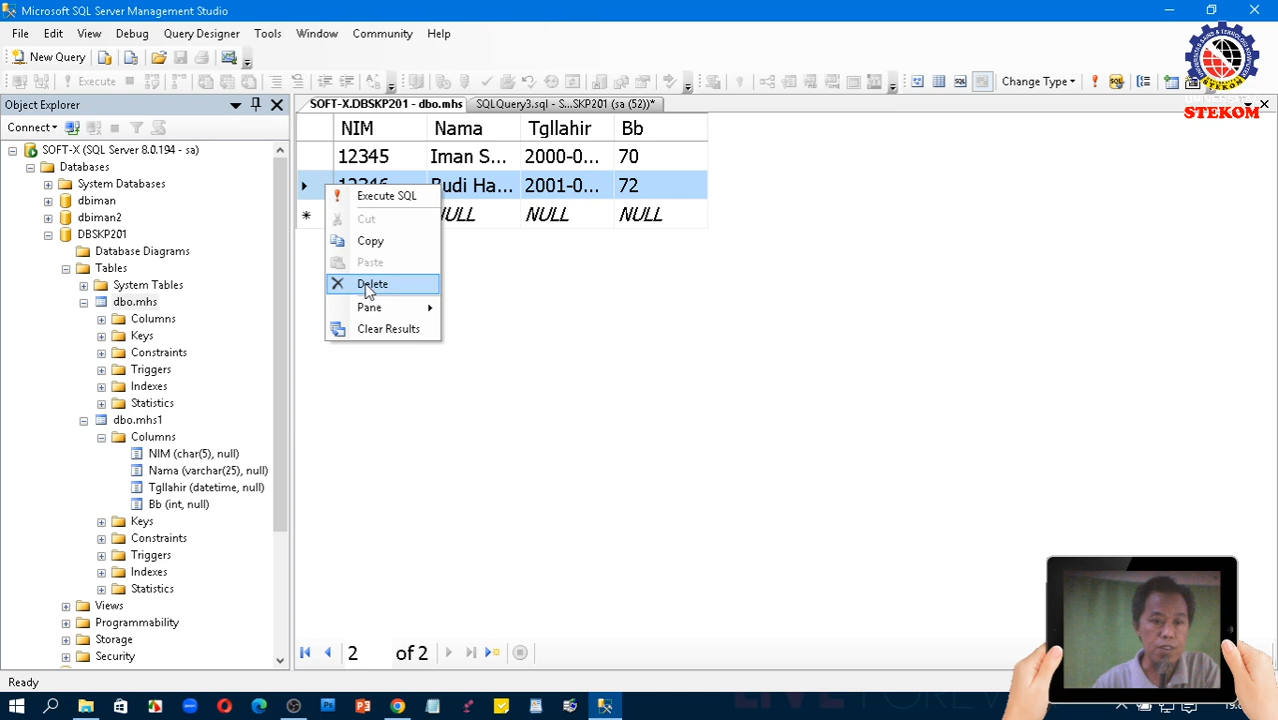 Microsoft SQL Server Management Studio
File Edit View Debug Query Designer Tools Window Community Help
New Query
Execute Change Type
STEKOM
Object Explorer
SOFT-X.DBSKP201 - dbo.mhs SQLQuery3.sql - S...SKP201 (sa (52))*
Connect
SOFT-X (SQL Server 8.0.194 - sa)
Databases
System Databases
dbiman
dbiman2
DBSKP201
Database Diagrams
Tables
System Tables
dbo.mhs
Columns
Keys
Constraints
Triggers
Indexes
Statistics
dbo.mhs1
Columns
NIM (char(5), null)
Nama (varchar(25), null)
Tgllahir (datetime, null)
Bb (int, null)
Keys
Constraints
Triggers
Indexes
Statistics
Views
Programmability
Storage
Security
NIM Nama Tgllahir Bb
12345 Iman S... 2000-0... 70
12346 Budi Ha... 2001-0... 72
NULL NULL NULL
Execute SQL
Cut
Copy
Paste
Delete
Pane
Clear Results
2 of 2
Ready